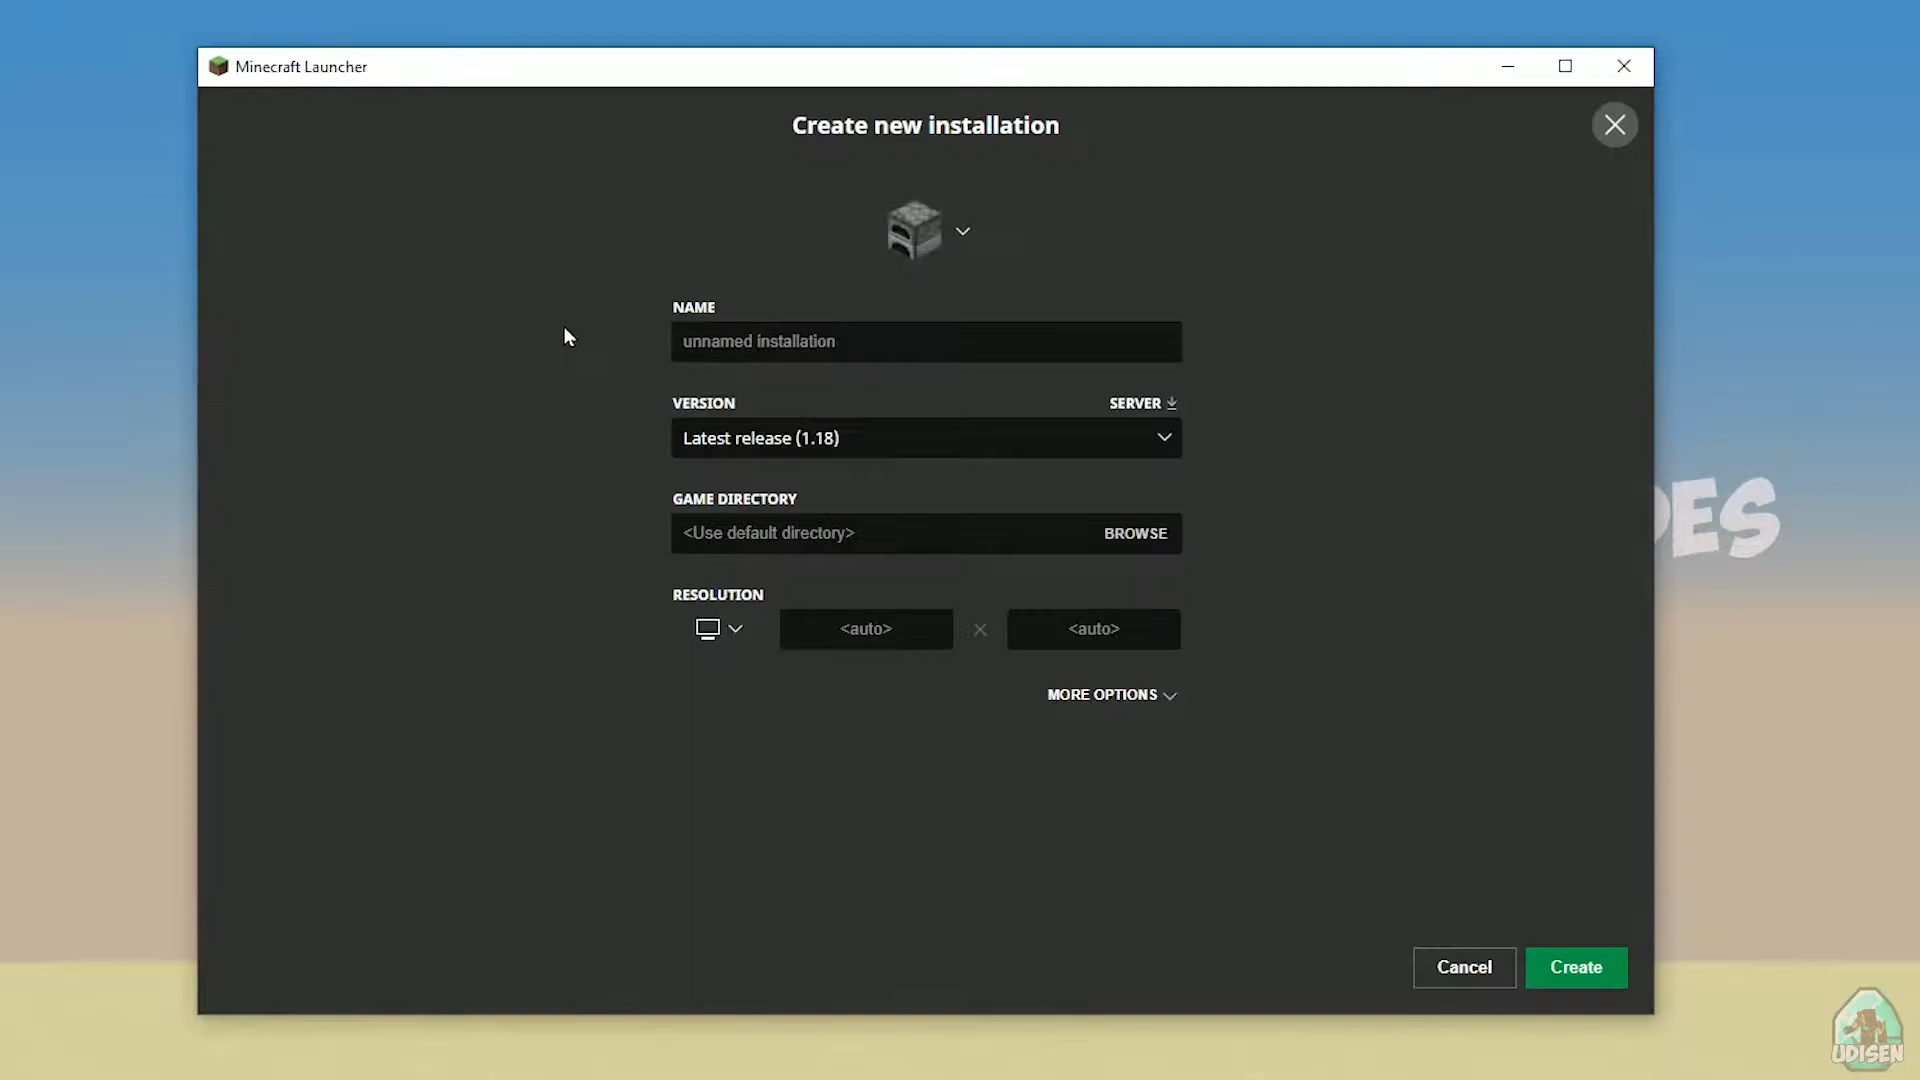 Minecraft Launcher
Create new installation
NAME
unnamed installation
VERSION
SERVER
Latest release (1.18)
GAME DIRECTORY
<Use default directory>
BROWSE
RESOLUTION
<auto>
<auto>
MORE OPTIONS
Cancel
Create
DES
UDISEN